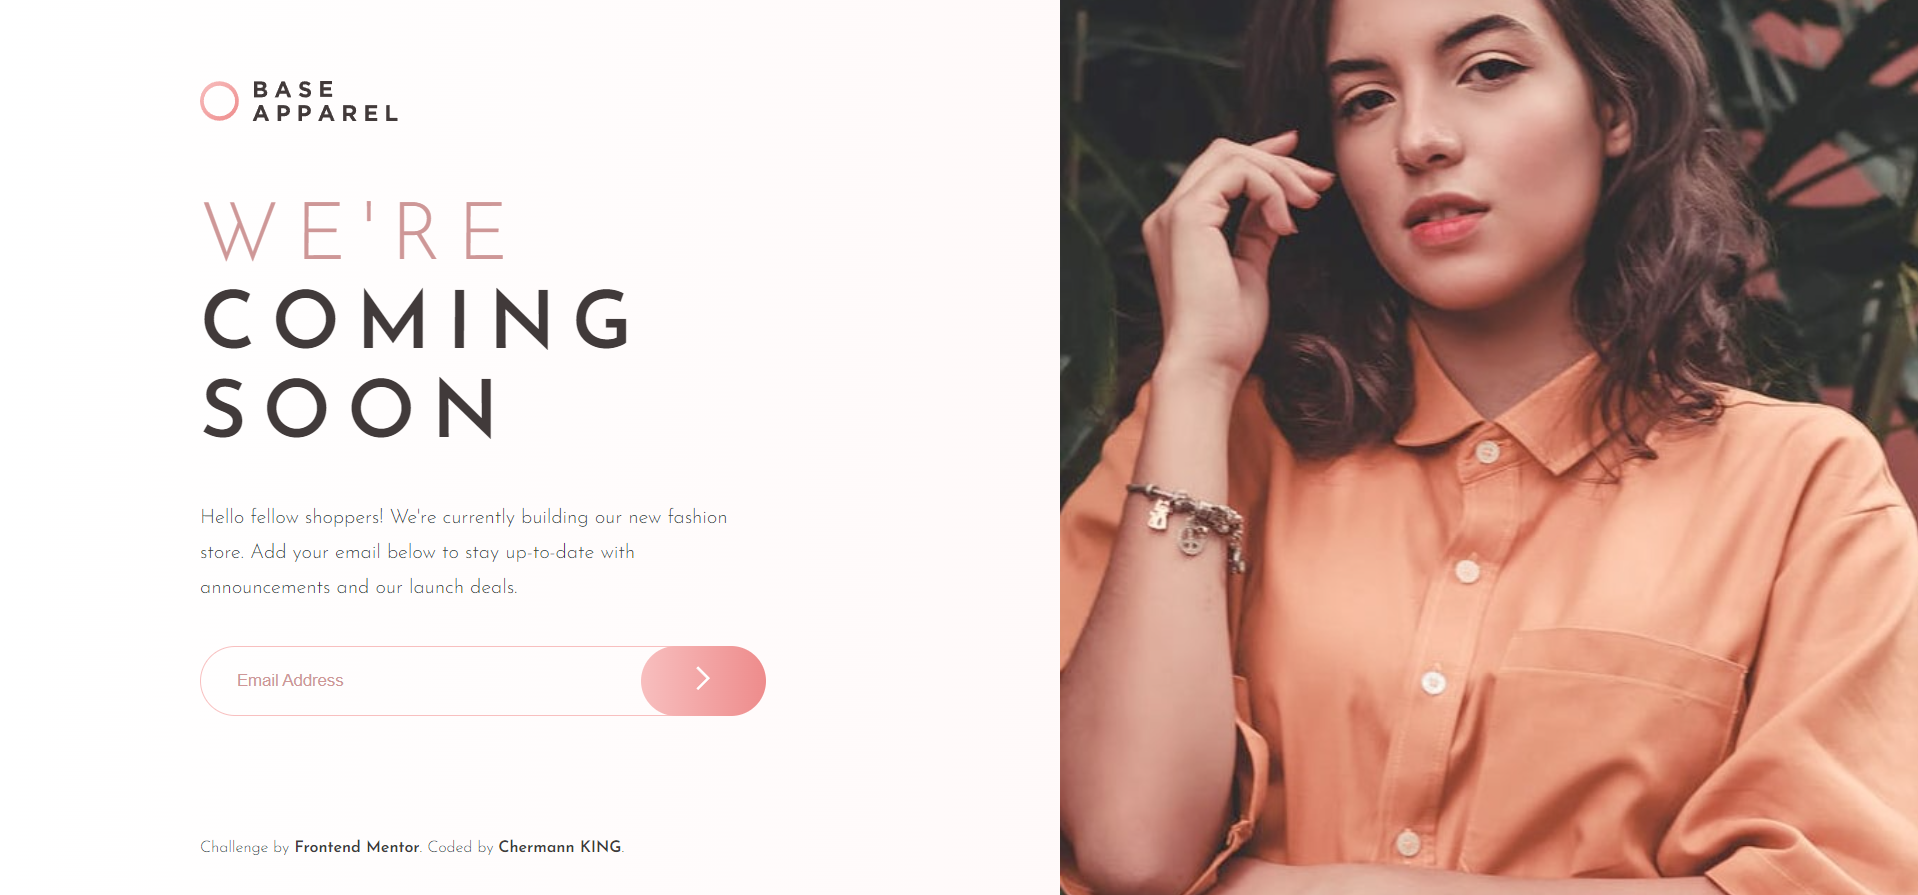 BASE
APPAREL
WE'RE
COMING
SOON
Hello fellow shoppers! We're currently building our new fashion
store. Add your email below to stay up-to-date with
announcements and our launch deals.
Email Address
Challenge by Frontend Mentor. Coded by Chermann KING.